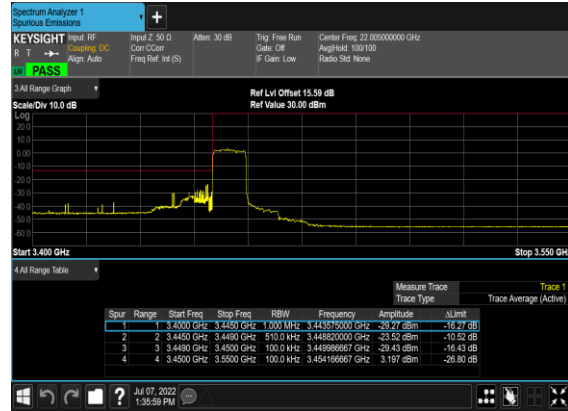 Spectrum Analyzer 1
Spurious Emissions
KEYSIGHT
R T
LW PASS
Input: RF
Coupling: DC
Align: Auto
Input Z: 50 Ω
Corr CCorr
Freq Ref: Int (S)
Atten: 30 dB
Trig: Free Run
Gate: Off
IF Gain: Low
Center Freq: 22.005000000 GHz
Avg|Hold: 100/100
Radio Std: None
3 All Range Graph
Scale/Div 10.0 dB
Ref Lvl Offset 15.59 dB
Ref Value 30.00 dBm
Log
20.0
10.0
0.00
-10.0
-20.0
-30.0
-40.0
-50.0
-60.0
Start 3.400 GHz
Stop 3.550 GHz
4 All Range Table
Measure Trace Trace 1
Trace Type Trace Average (Active)
Spur Range Start Freq Stop Freq RBW Frequency Amplitude ΔLimit
1 1 3.4000 GHz 3.4450 GHz 1.000 MHz 3.443575000 GHz -29.27 dBm -16.27 dB
2 2 3.4450 GHz 3.4490 GHz 510.0 kHz 3.448820000 GHz -23.52 dBm -10.52 dB
3 3 3.4490 GHz 3.4500 GHz 100.0 kHz 3.449986667 GHz -29.43 dBm -16.43 dB
4 4 3.4500 GHz 3.5500 GHz 100.0 kHz 3.454166667 GHz 3.197 dBm -26.80 dB
?
Jul 07, 2022
1:35:59 PM